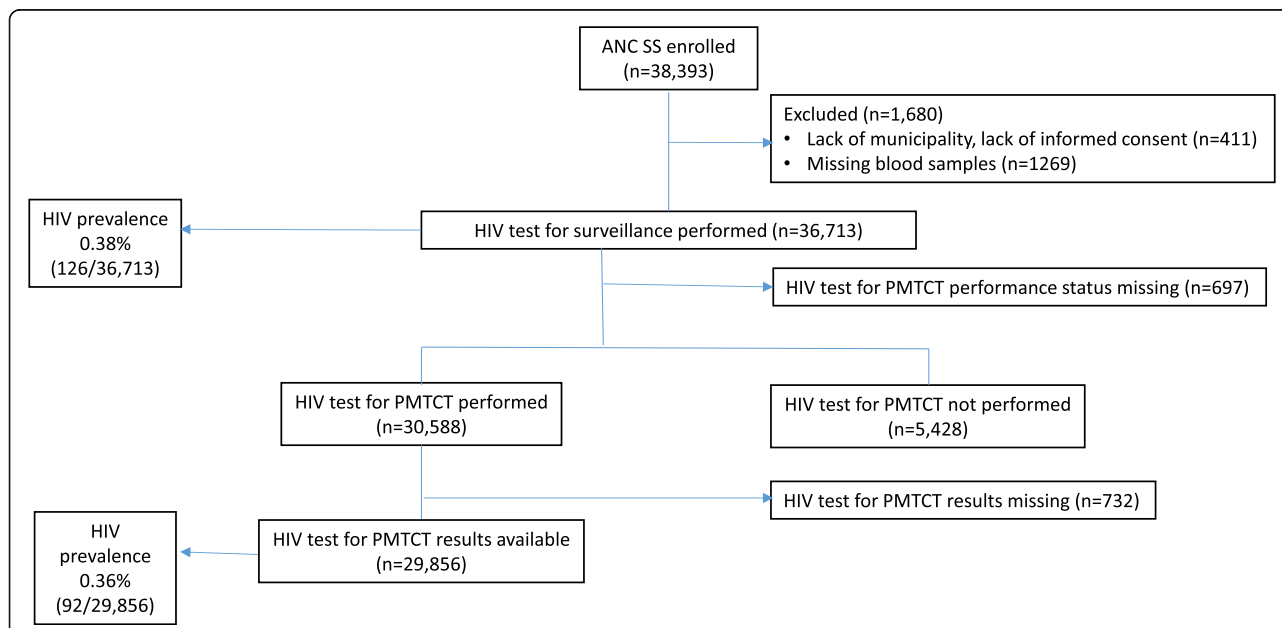 ANC SS enrolled
(n=38,393)
Excluded (n=1,680)
• Lack of municipality, lack of informed consent (n=411)
• Missing blood samples (n=1269)
HIV prevalence
0.38%
(126/36,713)
HIV test for surveillance performed (n=36,713)
HIV test for PMTCT performance status missing (n=697)
HIV test for PMTCT performed
(n=30,588)
HIV test for PMTCT not performed
(n=5,428)
HIV test for PMTCT results missing (n=732)
HIV
prevalence
0.36%
(92/29,856)
HIV test for PMTCT results available
(n=29,856)